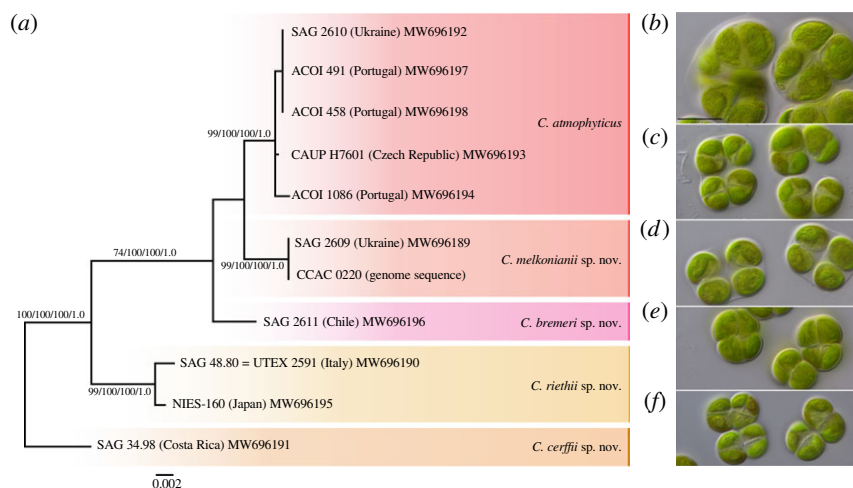 (a)
SAG 2610 (Ukraine) MW696192
ACOI 491 (Portugal) MW696197
ACOI 458 (Portugal) MW696198
C. atmophyticus
99/100/100/1.0
CAUP H7601 (Czech Republic) MW696193
ACOI 1086 (Portugal) MW696194
SAG 2609 (Ukraine) MW696189
74/100/100/1.0
C. melkonianii sp. nov.
99/100/100/1.0
CCAC 0220 (genome sequence)
SAG 2611 (Chile) MW696196
C. bremeri sp. nov.
100/100/100/1.0
SAG 48.80 = UTEX 2591 (Italy) MW696190
C. riethii sp. nov.
99/100/100/1.0
NIES-160 (Japan) MW696195
SAG 34.98 (Costa Rica) MW696191
C. cerffii sp. nov.
0.002
(b)
(c)
(d)
(e)
(f)